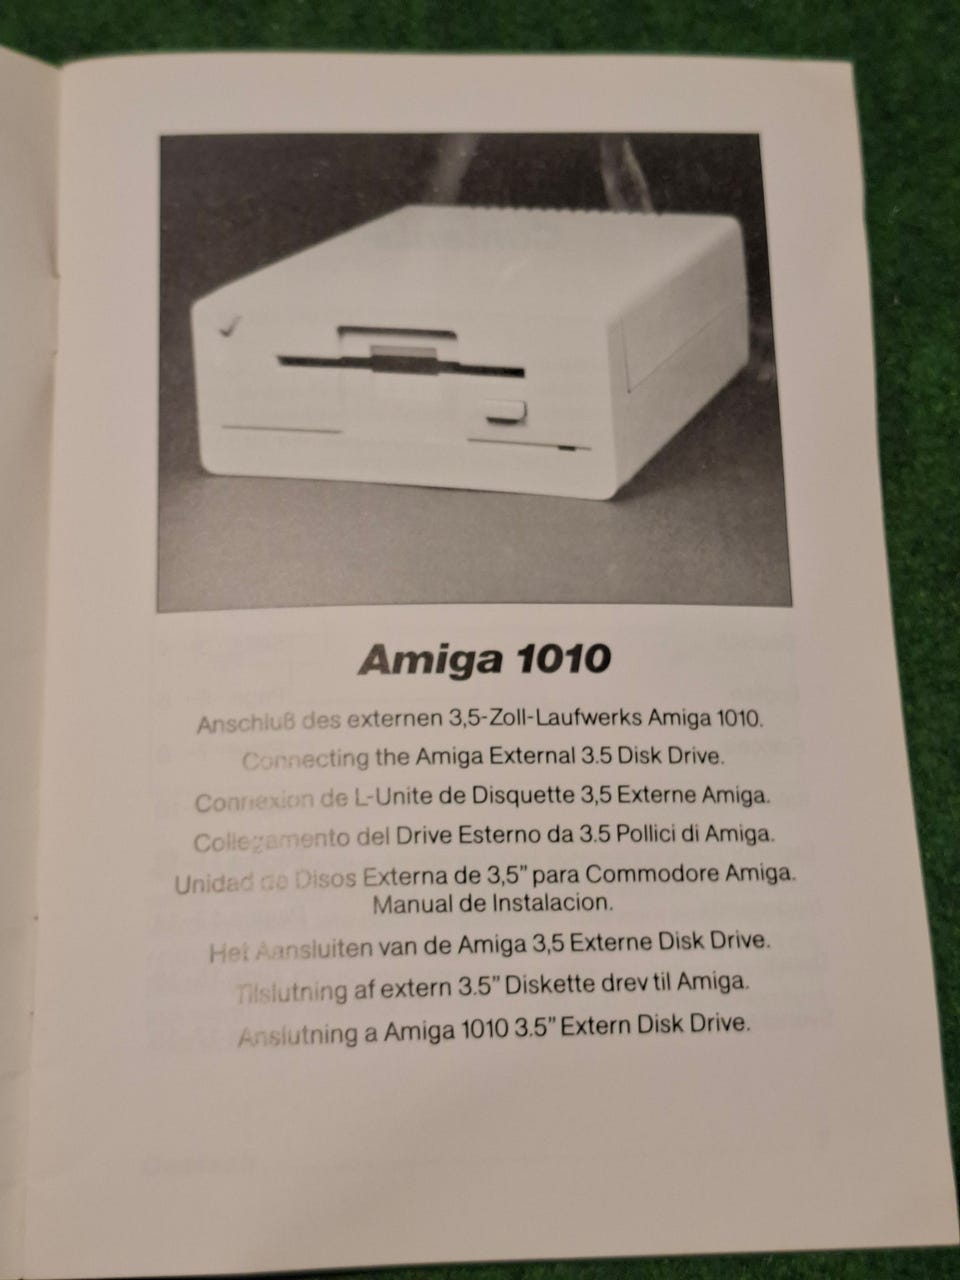 Amiga 1010
Anschluß des externen 3,5-Zoll-Laufwerks Amiga 1010.
Connecting the Amiga External 3.5 Disk Drive.
Connexion de L-Unite de Disquette 3,5 Externe Amiga.
Collegamento del Drive Esterno da 3.5 Pollici di Amiga.
Unidad de Disos Externa de 3,5" para Commodore Amiga.
Manual de Instalacion.
Het Aansluiten van de Amiga 3,5 Externe Disk Drive.
Tilslutning af extern 3.5" Diskette drev til Amiga.
Anslutning a Amiga 1010 3.5" Extern Disk Drive.